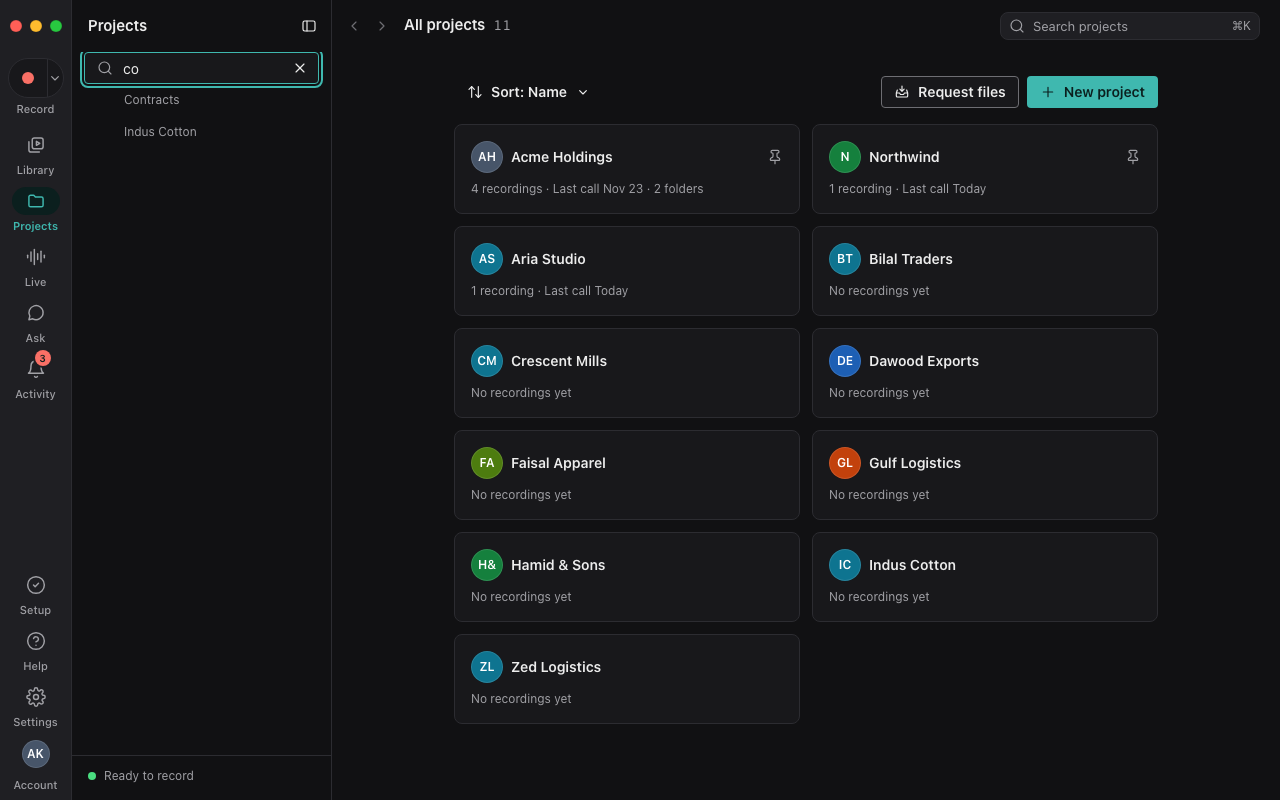 Projects
co
Contracts
Indus Cotton
Record
Library
Projects
Live
Ask
3
Activity
Setup
Help
Settings
AK
Account
Ready to record
All projects 11
Search projects ⌘K
Sort: Name
Request files
New project
AH Acme Holdings
4 recordings · Last call Nov 23 · 2 folders
N Northwind
1 recording · Last call Today
AS Aria Studio
1 recording · Last call Today
BT Bilal Traders
No recordings yet
CM Crescent Mills
No recordings yet
DE Dawood Exports
No recordings yet
FA Faisal Apparel
No recordings yet
GL Gulf Logistics
No recordings yet
H& Hamid & Sons
No recordings yet
IC Indus Cotton
No recordings yet
ZL Zed Logistics
No recordings yet